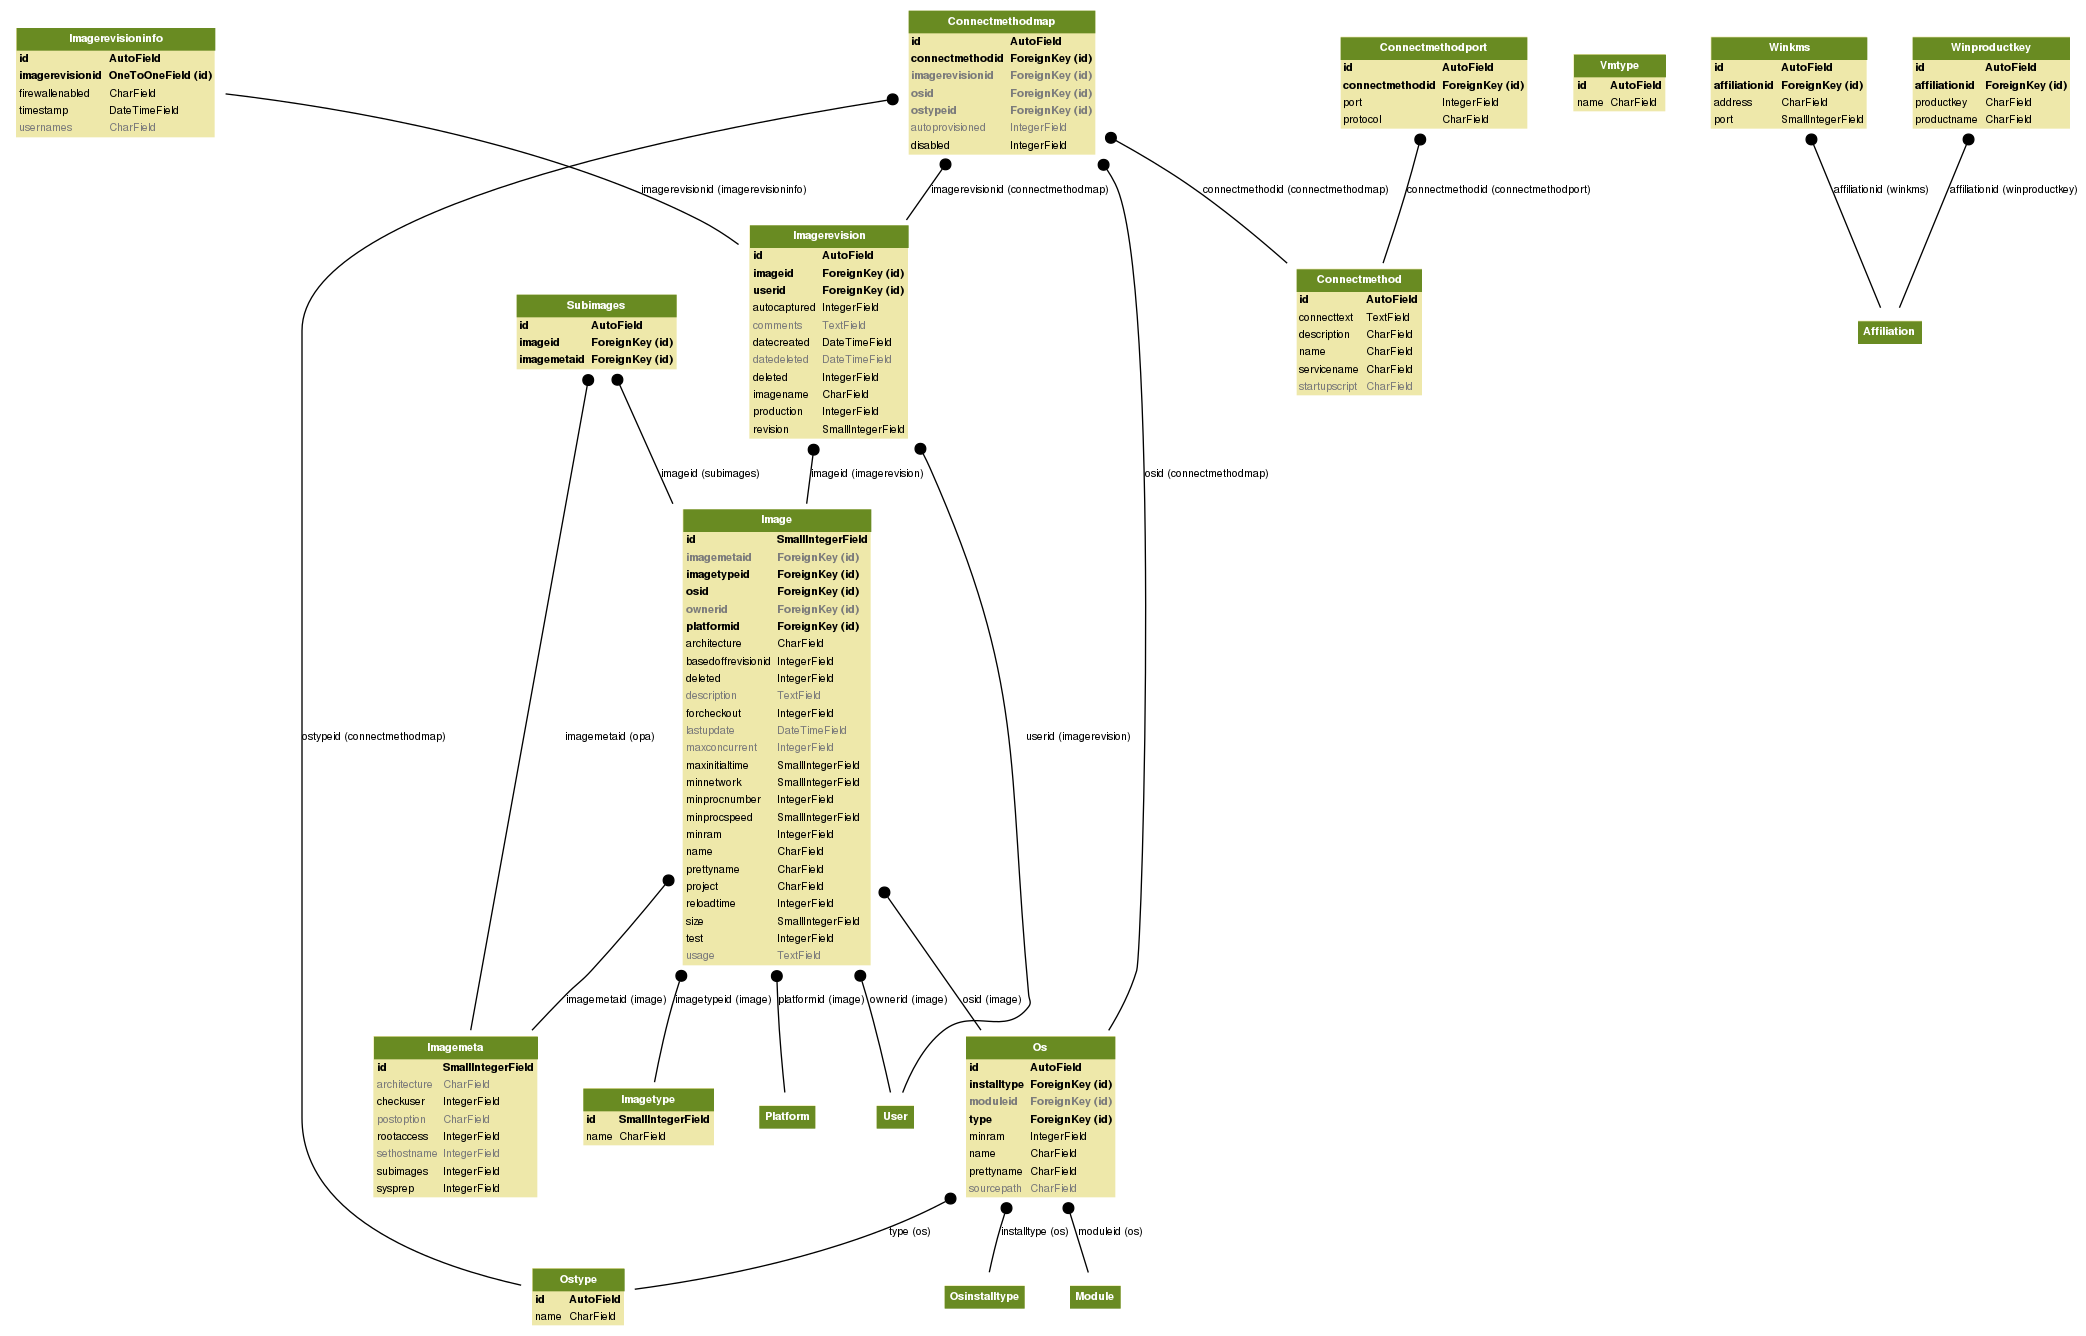 Imagerevisioninfo
id AutoField
imagerevisionid OneToOneField (id)
firewallenabled CharField
timestamp DateTimeField
usernames CharField
Connectmethodmap
id AutoField
connectmethodid ForeignKey (id)
imagerevisionid ForeignKey (id)
osid ForeignKey (id)
ostypeid ForeignKey (id)
autoprovisioned IntegerField
disabled IntegerField
Connectmethodport
id AutoField
connectmethodid ForeignKey (id)
port IntegerField
protocol CharField
Vmtype
id AutoField
name CharField
Winkms
id AutoField
affiliationid ForeignKey (id)
address CharField
port SmallIntegerField
Winproductkey
id AutoField
affiliationid ForeignKey (id)
productkey CharField
productname CharField
imagerevisionid (imagerevisioninfo)
imagerevisionid (connectmethodmap)
connectmethodid (connectmethodmap)
connectmethodid (connectmethodport)
affiliationid (winkms)
affiliationid (winproductkey)
Imagerevision
id AutoField
imageid ForeignKey (id)
userid ForeignKey (id)
autocaptured IntegerField
comments TextField
datecreated DateTimeField
datedeleted DateTimeField
deleted IntegerField
imagename CharField
production IntegerField
revision SmallIntegerField
Subimages
id AutoField
imageid ForeignKey (id)
imagemetaid ForeignKey (id)
Connectmethod
id AutoField
connecttext TextField
description CharField
name CharField
servicename CharField
startupscript CharField
Affiliation
imageid (subimages)
imageid (imagerevision)
osid (connectmethodmap)
Image
id SmallIntegerField
imagemetaid ForeignKey (id)
imagetypeid ForeignKey (id)
osid ForeignKey (id)
ownerid ForeignKey (id)
platformid ForeignKey (id)
architecture CharField
basedoffrevisionid IntegerField
deleted IntegerField
description TextField
forcheckout IntegerField
lastupdate DateTimeField
maxconcurrent IntegerField
maxinitialtime SmallIntegerField
minnetwork SmallIntegerField
minprocnumber IntegerField
minprocspeed SmallIntegerField
minram IntegerField
name CharField
prettyname CharField
project CharField
reloadtime IntegerField
size SmallIntegerField
test IntegerField
usage TextField
ostypeid (connectmethodmap)
imagemetaid (opa)
userid (imagerevision)
imagemetaid (image)
imagetypeid (image)
platformid (image)
ownerid (image)
osid (image)
Imagemeta
id SmallIntegerField
architecture CharField
checkuser IntegerField
postoption CharField
rootaccess IntegerField
sethostname IntegerField
subimages IntegerField
sysprep IntegerField
Imagetype
id SmallIntegerField
name CharField
Platform
User
Os
id AutoField
installtype ForeignKey (id)
moduleid ForeignKey (id)
type ForeignKey (id)
minram IntegerField
name CharField
prettyname CharField
sourcepath CharField
type (os)
installtype (os)
moduleid (os)
Ostype
id AutoField
name CharField
Osinstalltype
Module